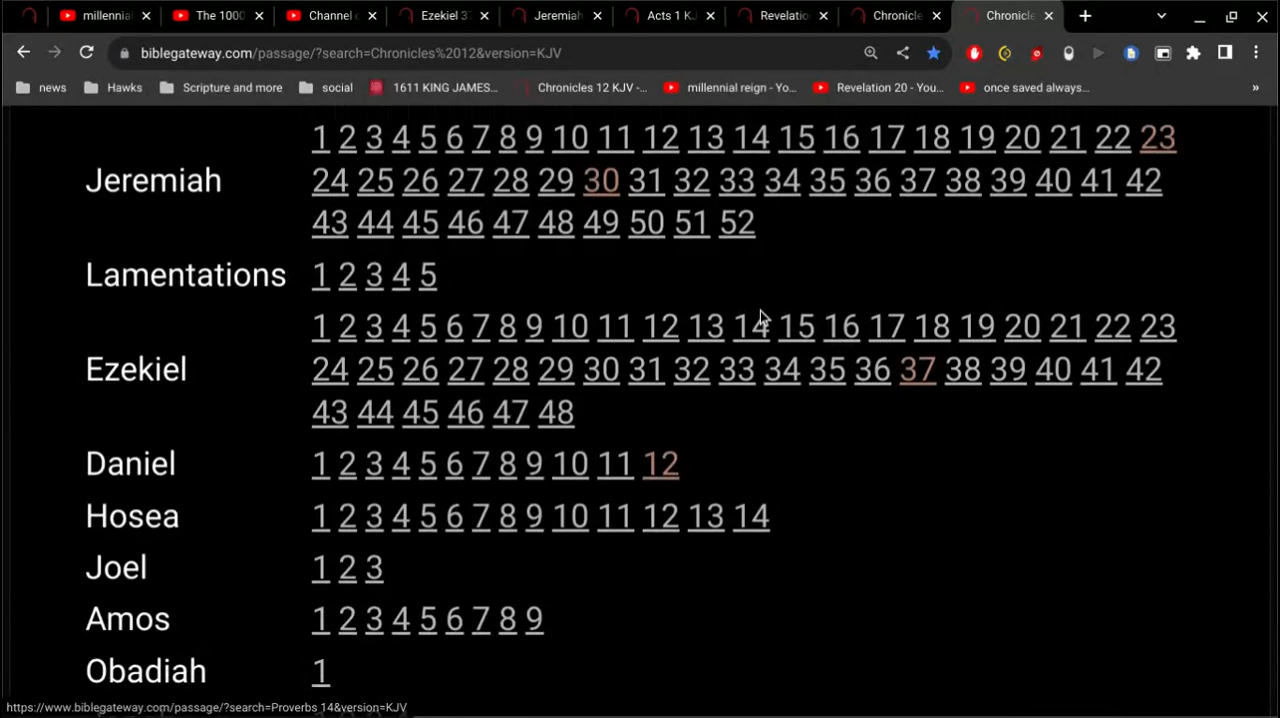 millenni
The 1000
Channel
Ezekiel 3
Jeremiah
Acts 1 KJ
Revelatio
Chronicle
Chronicle
biblegateway.com/passage/?search=Chronicles%2012&version=KJV
news
Hawks
Scripture and more
social
1611 KING JAMES...
Chronicles 12 KJV -...
millennial reign - Yo...
Revelation 20 - You...
once saved always...
»
1 2 3 4 5 6 7 8 9 10 11 12 13 14 15 16 17 18 19 20 21 22 23
Jeremiah 24 25 26 27 28 29 30 31 32 33 34 35 36 37 38 39 40 41 42
43 44 45 46 47 48 49 50 51 52
Lamentations 1 2 3 4 5
1 2 3 4 5 6 7 8 9 10 11 12 13 14 15 16 17 18 19 20 21 22 23
Ezekiel 24 25 26 27 28 29 30 31 32 33 34 35 36 37 38 39 40 41 42
43 44 45 46 47 48
Daniel 1 2 3 4 5 6 7 8 9 10 11 12
Hosea 1 2 3 4 5 6 7 8 9 10 11 12 13 14
Joel 1 2 3
Amos 1 2 3 4 5 6 7 8 9
Obadiah 1
https://www.biblegateway.com/passage/?search=Proverbs 14&version=KJV